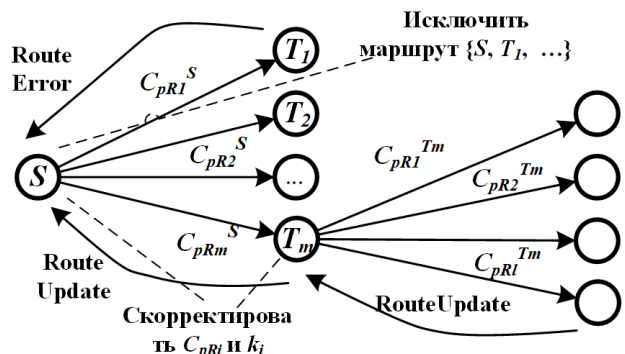 Исключить
маршрут {S, T1, …}
Route
Error
T1
CpR1S
T2
CpR2S
CpR1Tm
CpR2Tm
S
...
CpRmS
Tm
CpRlTm
Route
Update
RouteUpdate
Скорректирова
ть CpRi и ki